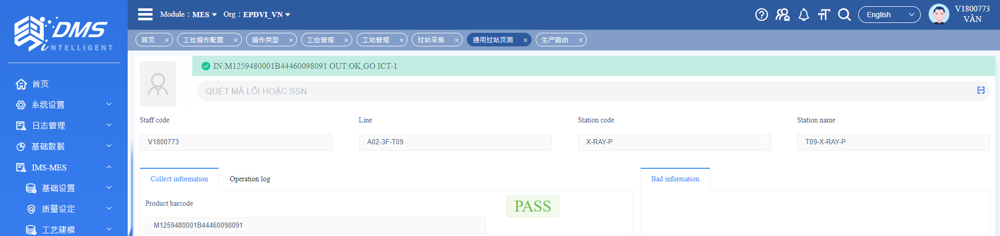 DMS
iNTELLIGENT
首页
系统设置
日志管理
基础数据
IMS-MES
基础设置
质量设定
工艺建模
Module：MES Org：EPDVI_VN
English
V1800773
VÂN
首页 × 工位操作配置 × 操作类型 × 工位管理 × 工站管理 × 过站采集 × 通用过站页面 × 生产路由 ×
IN:M1259480001B44460098091 OUT:OK,GO ICT-1
QUÉT MÃ LỖI HOẶC SSN
Staff code Line Station code Station name
V1800773 A02-3F-T09 X-RAY-P T09-X-RAY-P
Collect information Operation log Bad information
Product barcode
PASS
M1259480001B44460098091